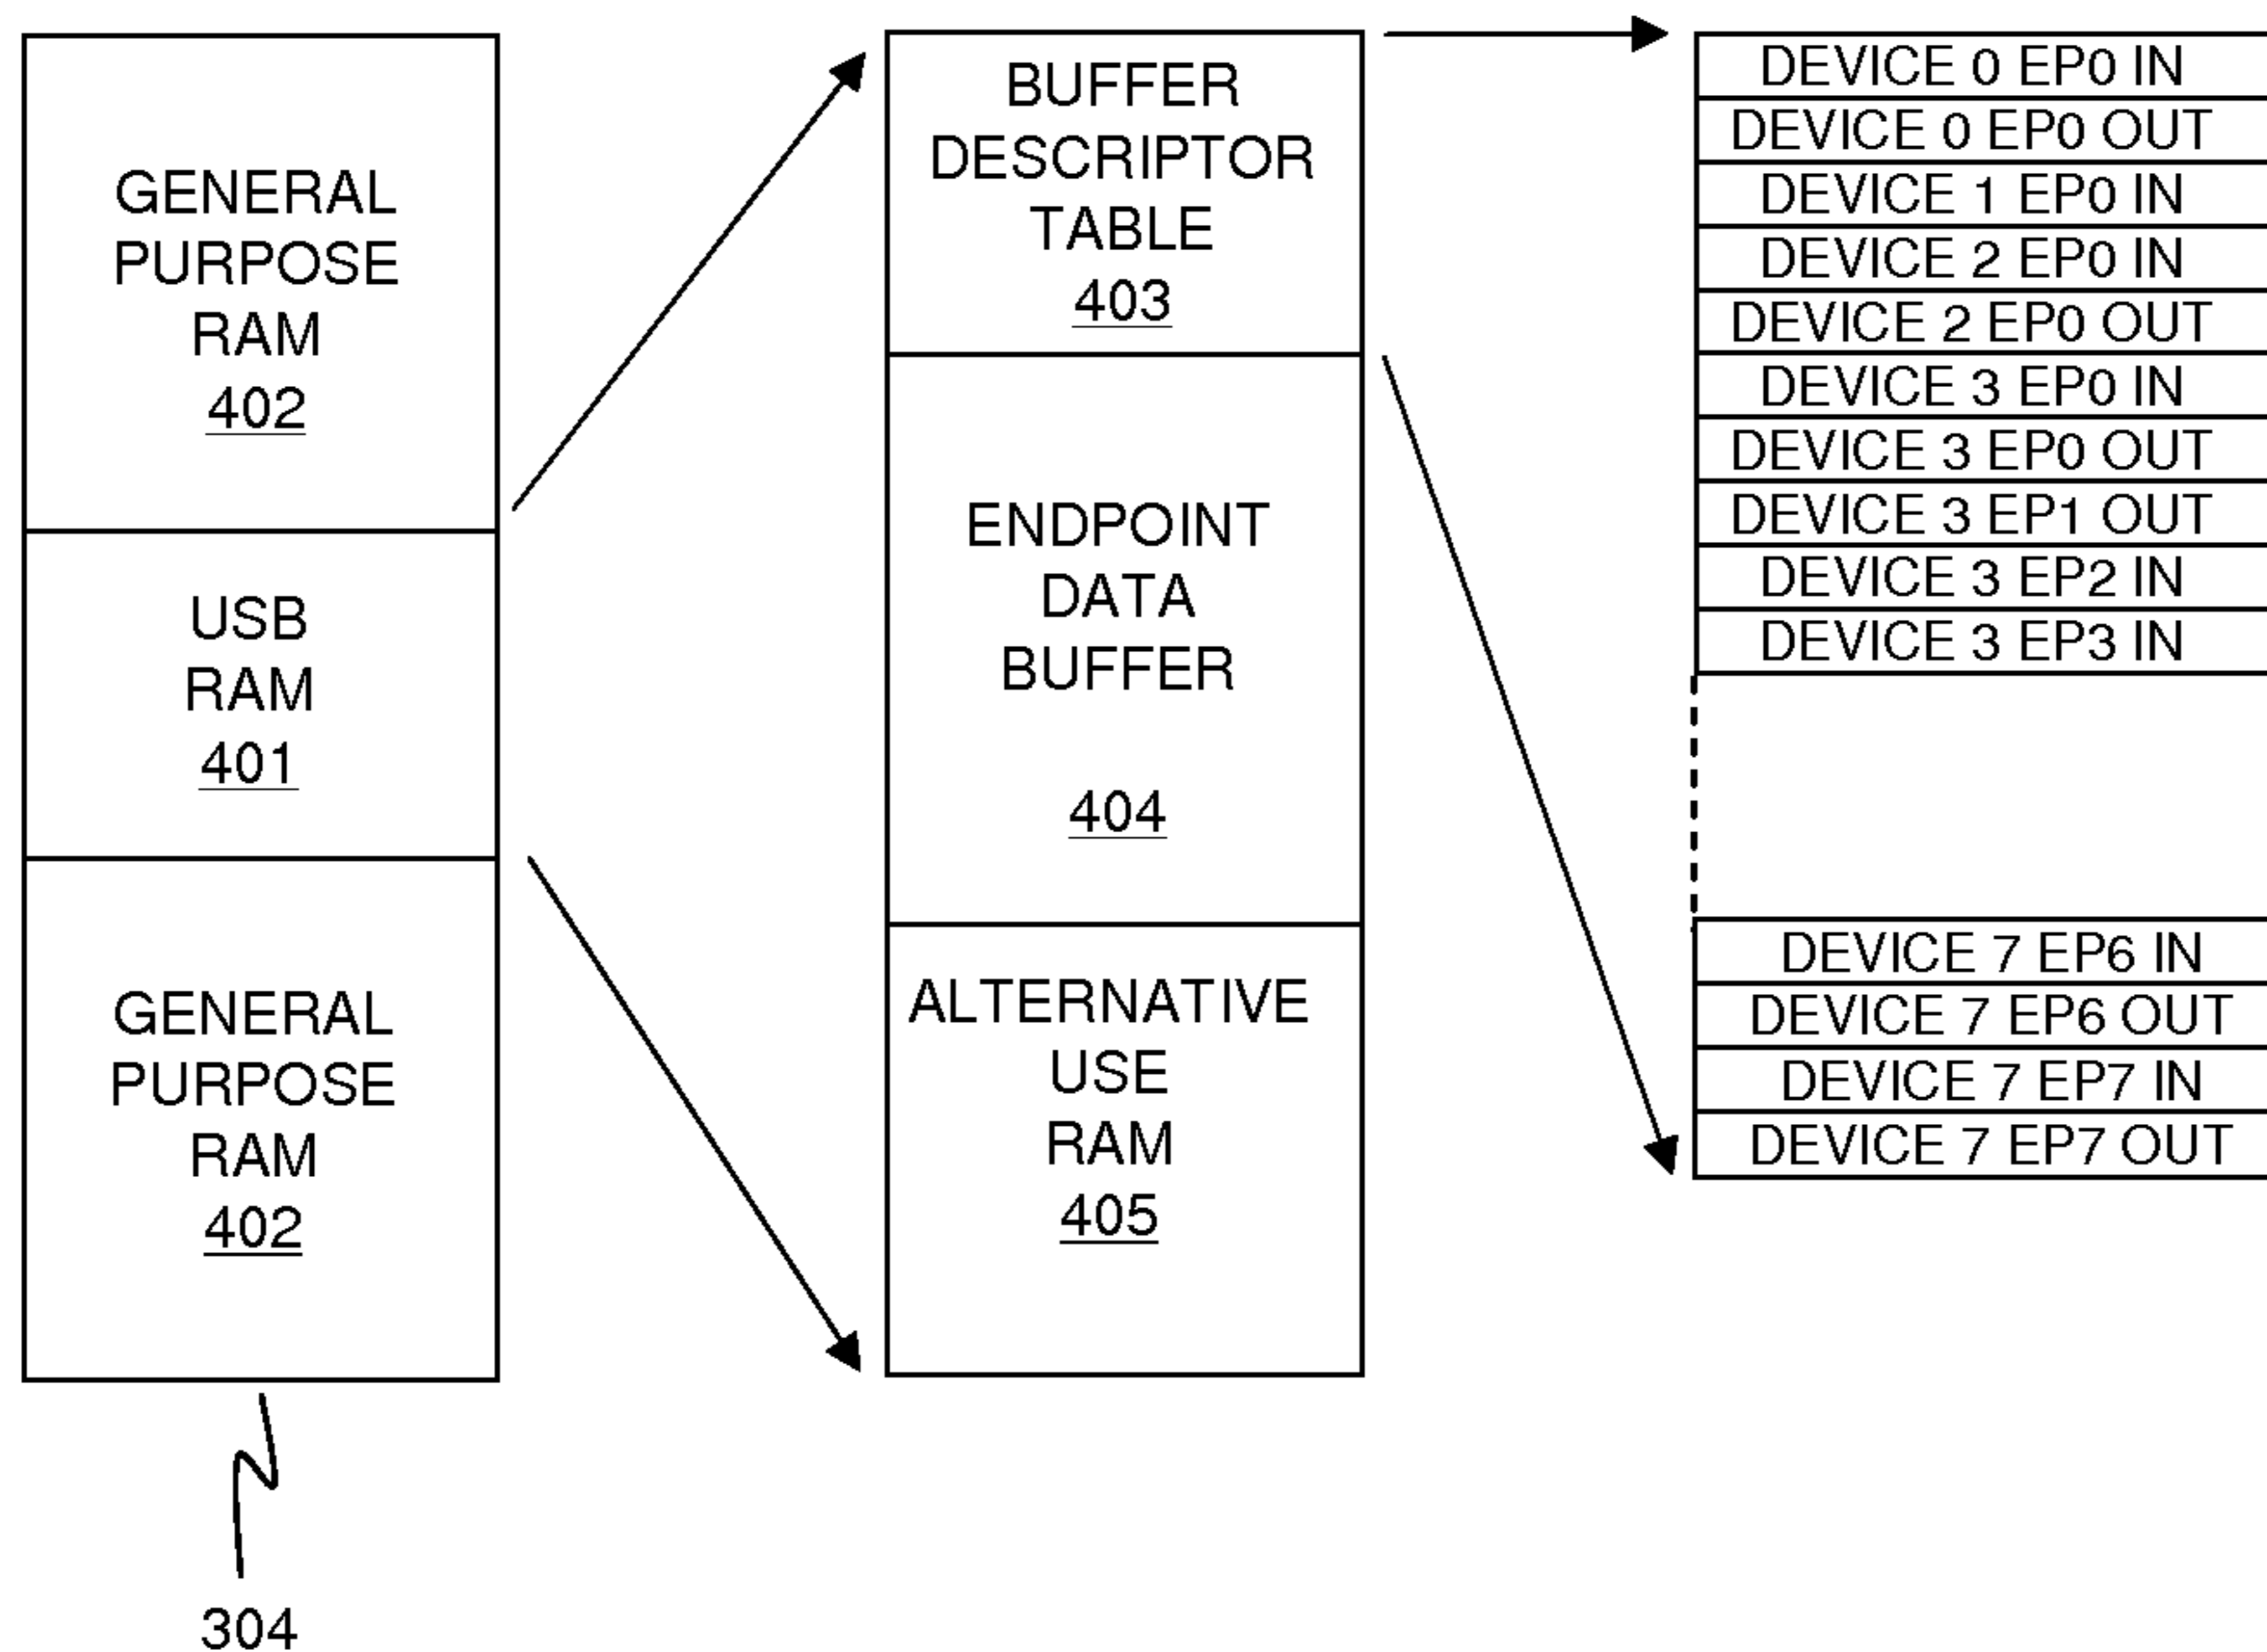 GENERAL
PURPOSE
RAM
402
USB
RAM
401
GENERAL
PURPOSE
RAM
402
304
BUFFER
DESCRIPTOR
TABLE
403
ENDPOINT
DATA
BUFFER
404
ALTERNATIVE
USE
RAM
405
DEVICE 0 EP0 IN
DEVICE 0 EP0 OUT
DEVICE 1 EP0 IN
DEVICE 2 EP0 IN
DEVICE 2 EP0 OUT
DEVICE 3 EP0 IN
DEVICE 3 EP0 OUT
DEVICE 3 EP1 OUT
DEVICE 3 EP2 IN
DEVICE 3 EP3 IN
DEVICE 7 EP6 IN
DEVICE 7 EP6 OUT
DEVICE 7 EP7 IN
DEVICE 7 EP7 OUT